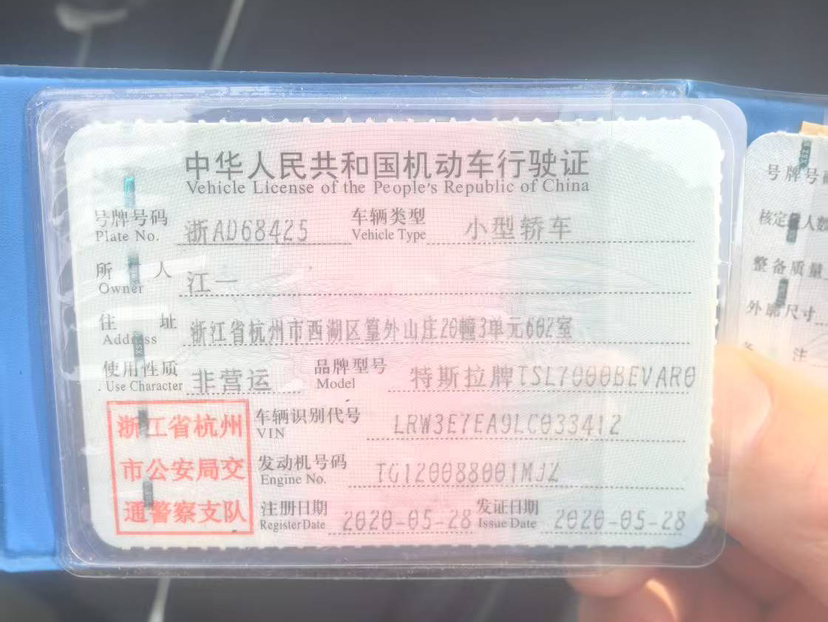 中华人民共和国机动车行驶证
Vehicle License of the People's Republic of China
号牌号码 浙AD68425 车辆类型 小型轿车
Plate No. Vehicle Type
所有人 江一
Owner
住址 浙江省杭州市西湖区篁外山庄20幢3单元602室
Address
使用性质 非营运 品牌型号 特斯拉牌TSL7000BEVAR0
Use Character Model
浙江省杭州
市公安局交
通警察支队
车辆识别代号 LRW3E7EA9LC033412
VIN
发动机号码 TG120088001MJZ
Engine No.
注册日期 2020-05-28 发证日期 2020-05-28
Register Date Issue Date
号牌号
核定 人数
整备质量
外廓尺寸
注